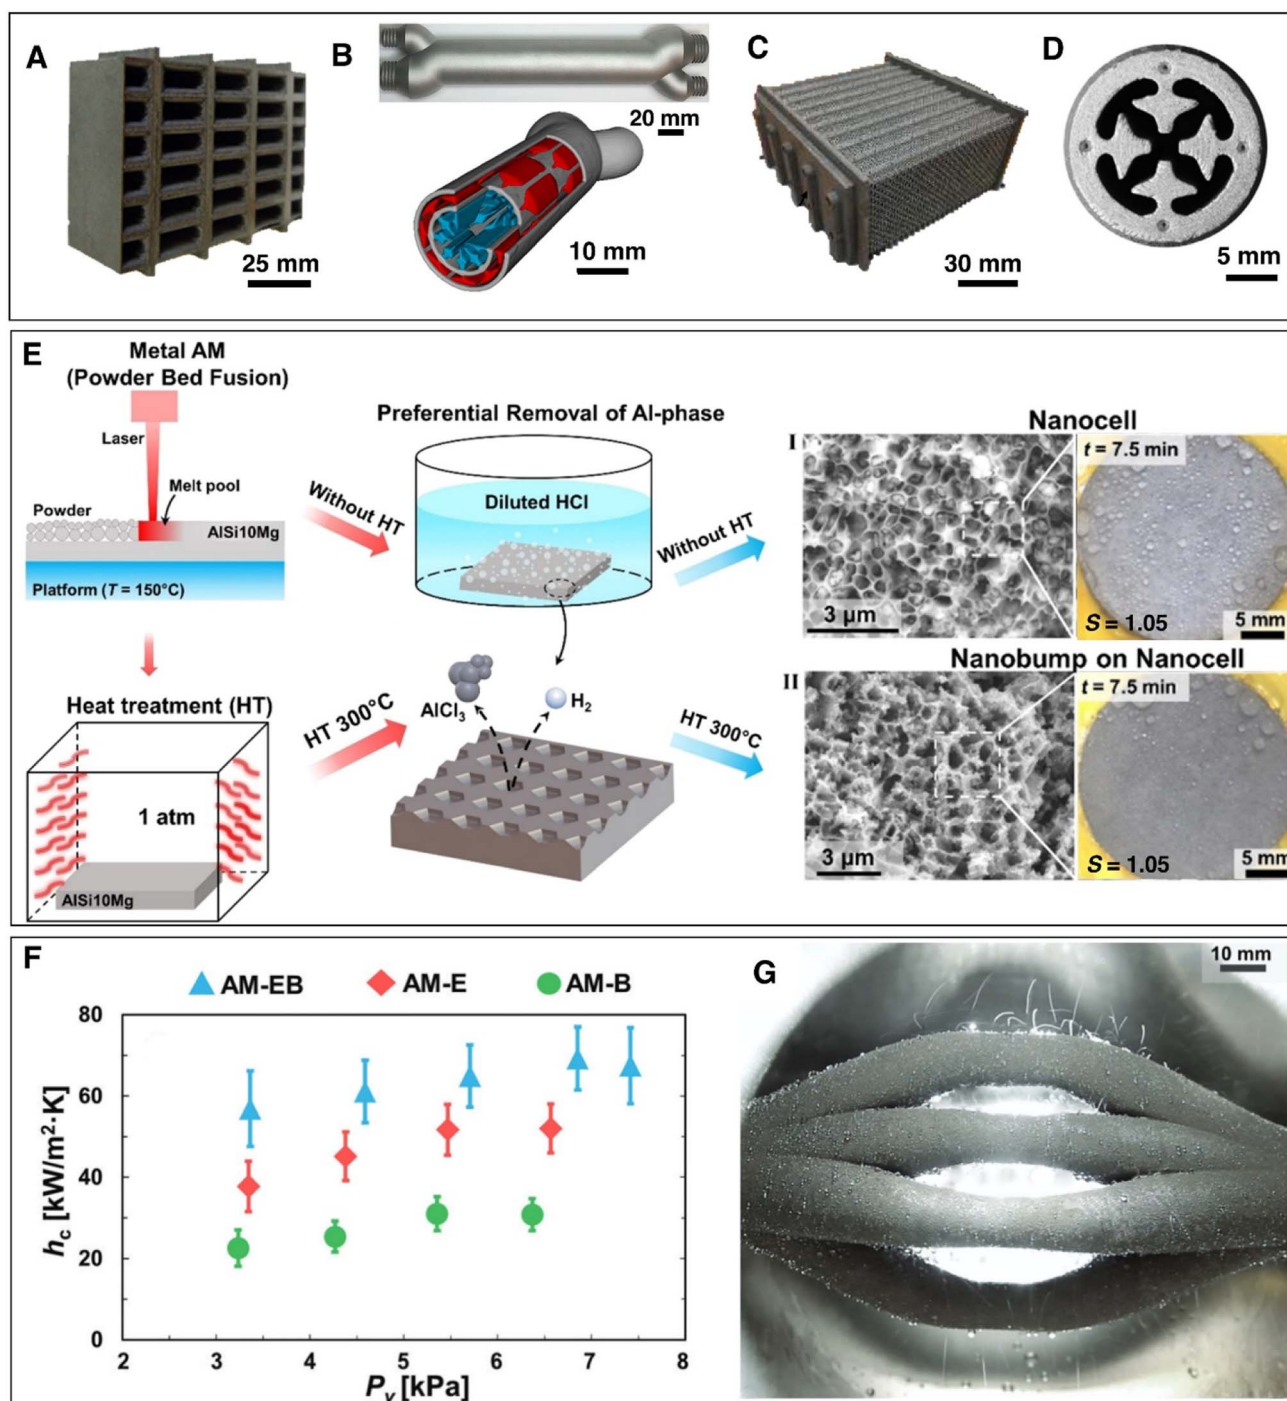 A
B
C
D
20 mm
25 mm
10 mm
30 mm
5 mm
E
Metal AM
(Powder Bed Fusion)
Laser
Melt pool
Powder
AlSi10Mg
Platform (T = 150°C)
Without HT
Preferential Removal of Al-phase
Diluted HCl
Without HT
Nanocell
I
t = 7.5 min
3 µm
S = 1.05
5 mm
Heat treatment (HT)
1 atm
AlSi10Mg
HT 300°C
AlCl3
H2
HT 300°C
Nanobump on Nanocell
II
t = 7.5 min
3 µm
S = 1.05
5 mm
F
AM-EB
AM-E
AM-B
80
60
40
20
0
hc [kW/m²·K]
2
3
4
5
6
7
8
Pv [kPa]
G
10 mm